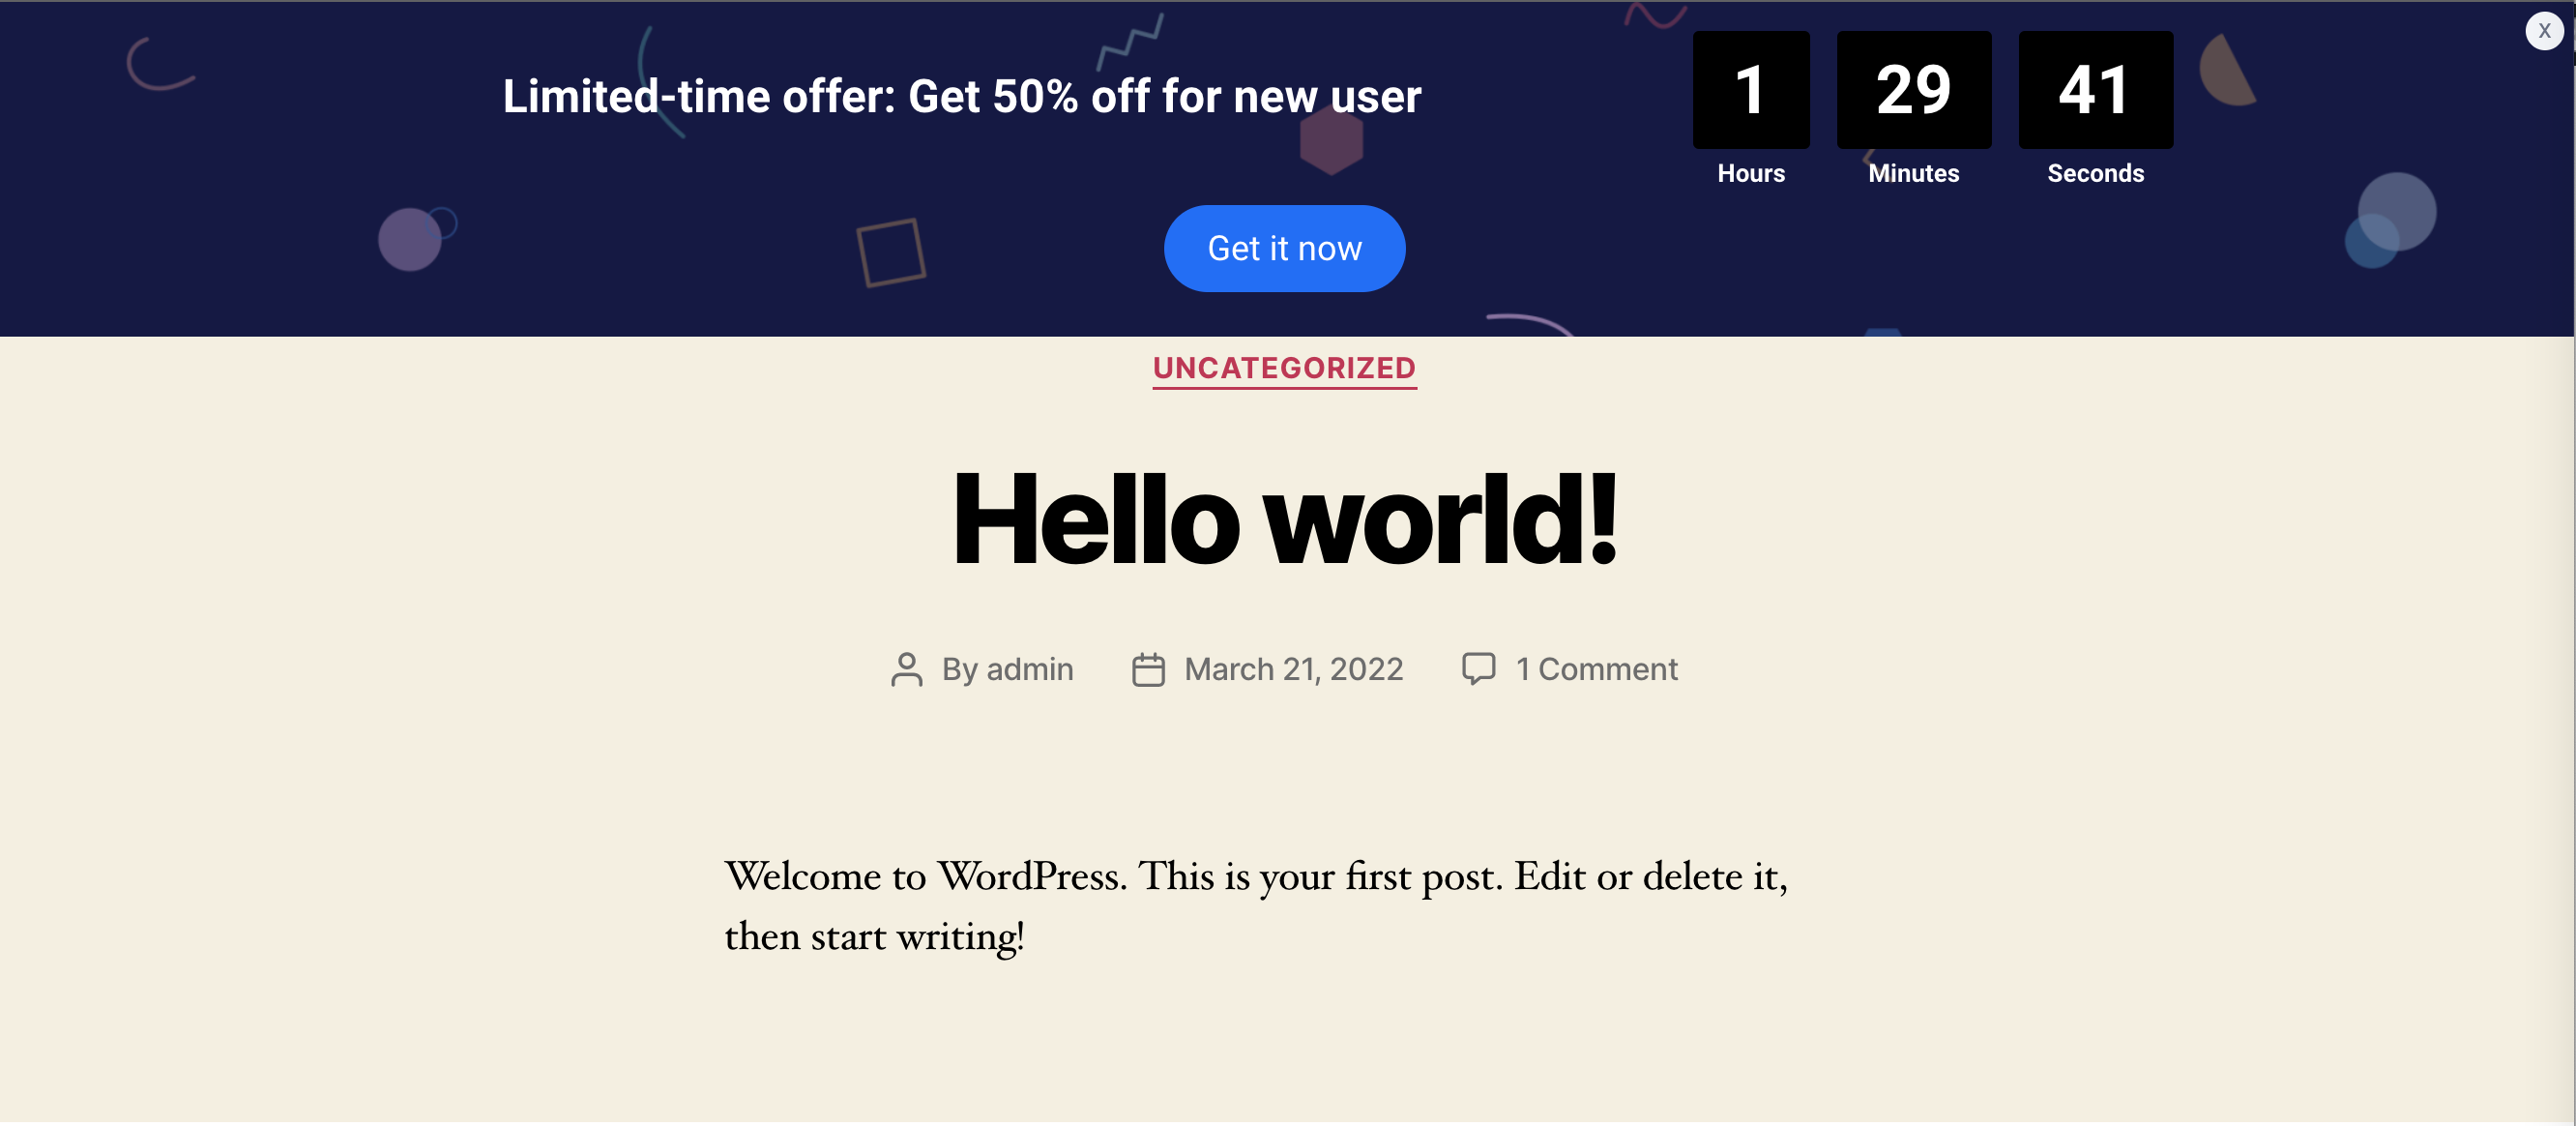 Limited-time offer: Get 50% off for new user
1 29 41
Hours Minutes Seconds
X
Get it now
UNCATEGORIZED
Hello world!
By admin March 21, 2022 1 Comment
Welcome to WordPress. This is your first post. Edit or delete it,
then start writing!